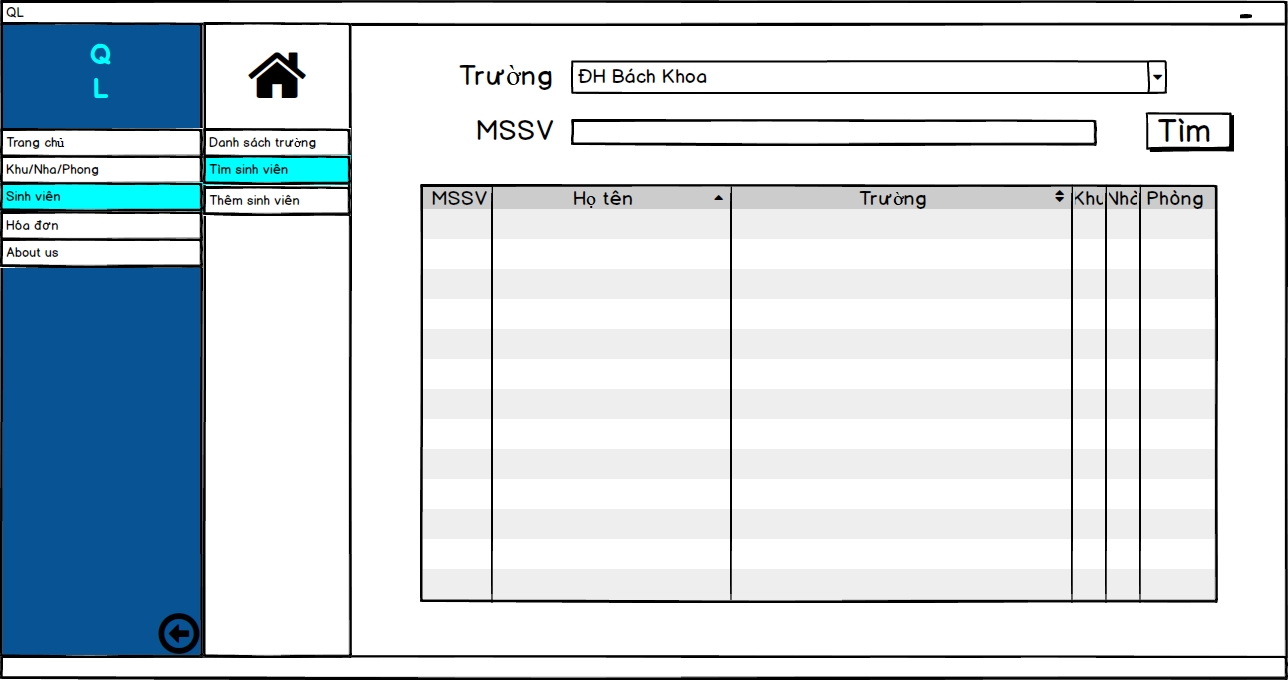 QL
Q
L
Trang chủ
Khu/Nha/Phong
Sinh viên
Hóa đơn
About us
Danh sách trường
Tìm sinh viên
Thêm sinh viên
Trường ĐH Bách Khoa
MSSV
Tìm
MSSV Họ tên Trường Khu Nhà Phòng